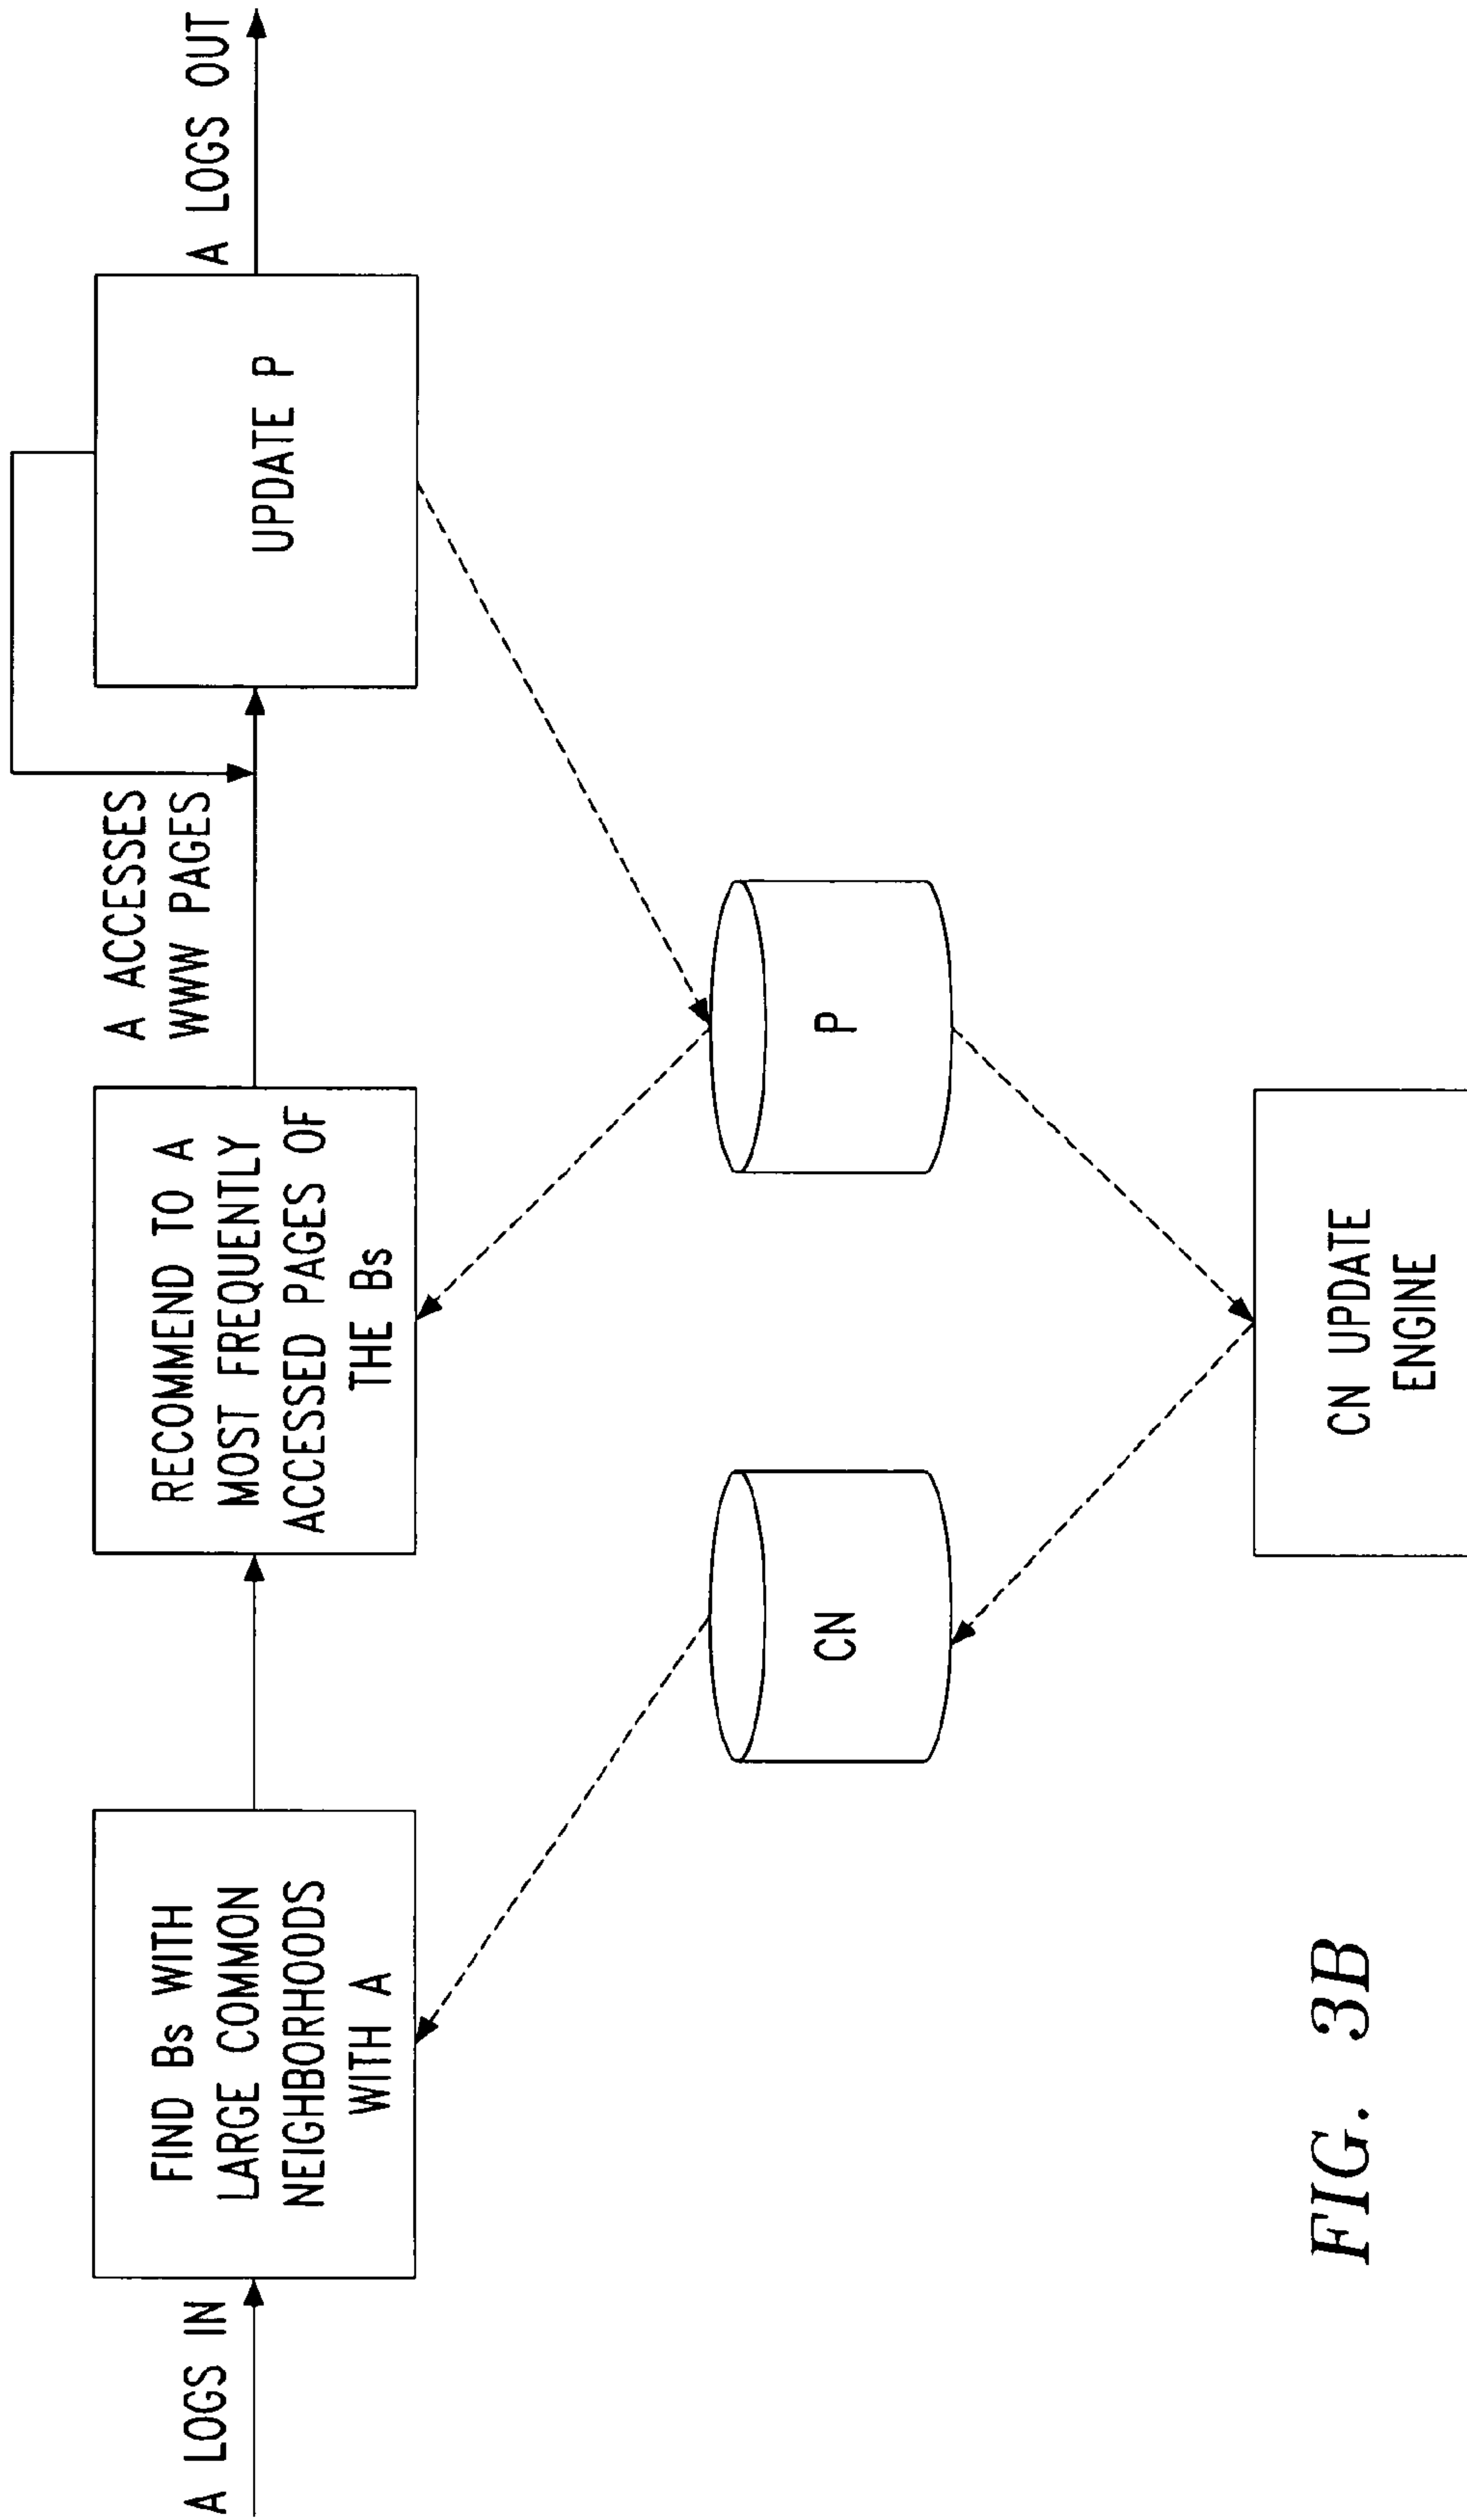 A LOGS IN
FIND Bs WITH
LARGE COMMON
NEIGHBORHOODS
WITH A
RECOMMEND TO A
MOST FREQUENTLY
ACCESSED PAGES OF
THE Bs
A ACCESSES
WWW PAGES
UPDATE P
A LOGS OUT
CN
P
CN UPDATE
ENGINE
FIG. 3B